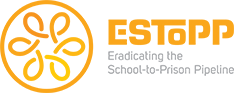 ESToPP
Eradicating the
School-to-Prison Pipeline